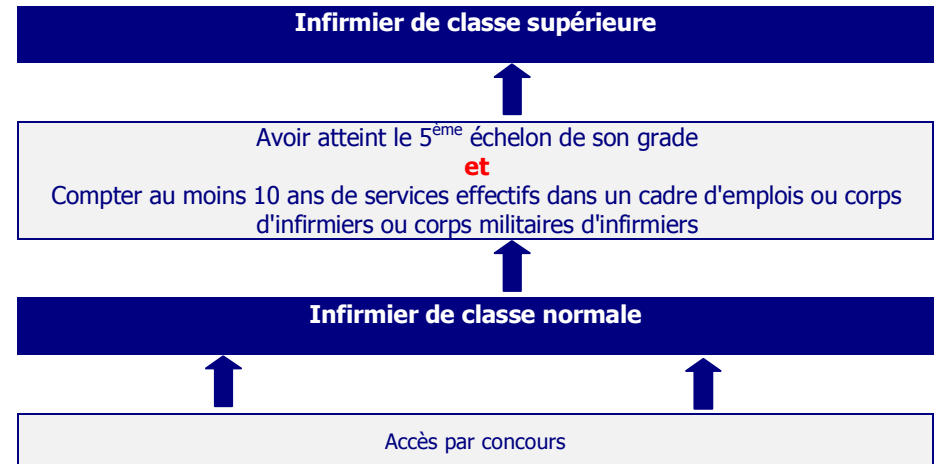 Infirmier de classe supérieure
Avoir atteint le 5ème échelon de son grade
et
Compter au moins 10 ans de services effectifs dans un cadre d'emplois ou corps
d'infirmiers ou corps militaires d'infirmiers
Infirmier de classe normale
Accès par concours